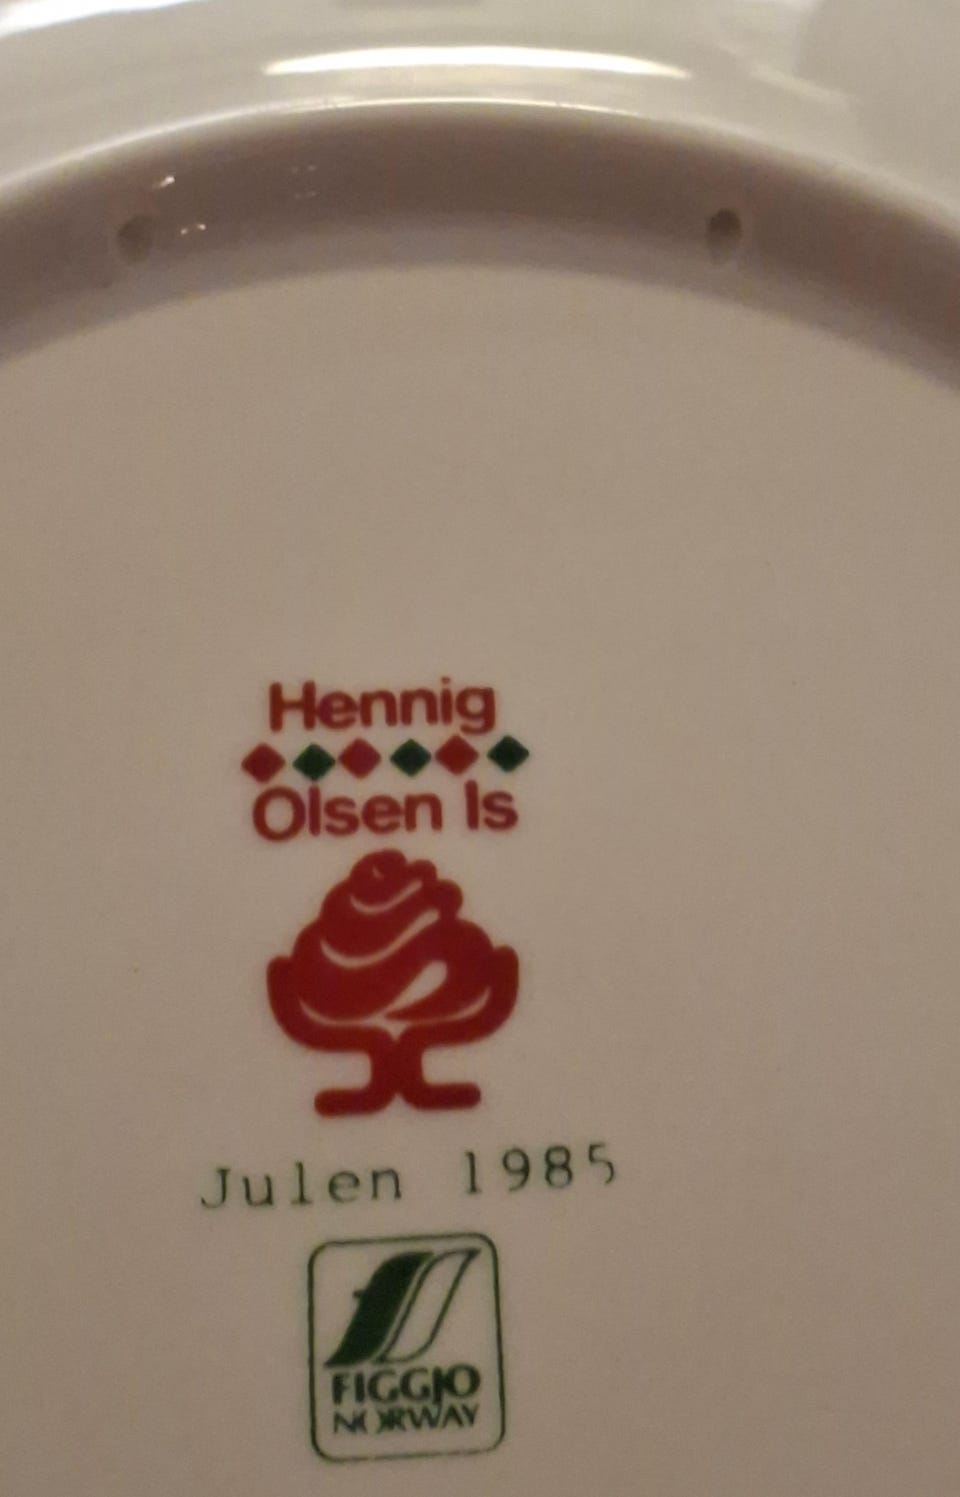 Hennig
Olsen Is
Julen 1985
FIGGJO
NORWAY